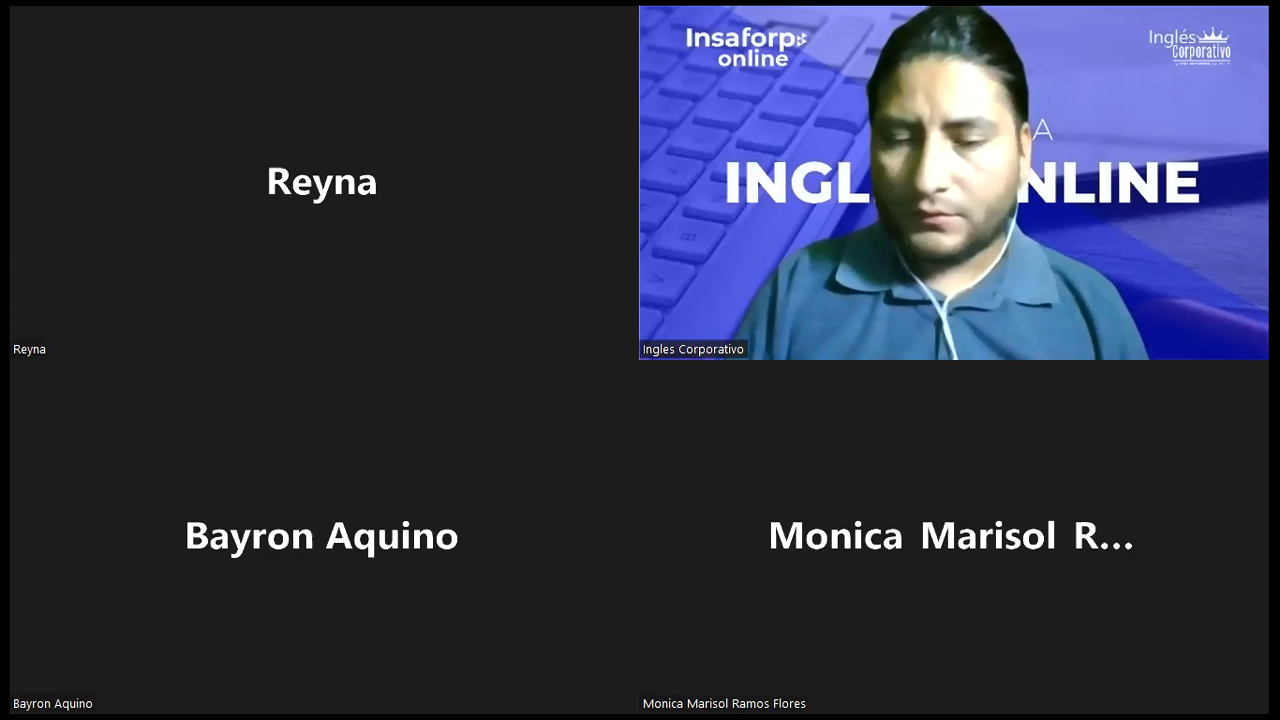 Reyna
Reyna
Insaforp
online
Inglés
Corporativo
A
INGL NLINE
Ingles Corporativo
Bayron Aquino
Bayron Aquino
Monica Marisol R...
Monica Marisol Ramos Flores